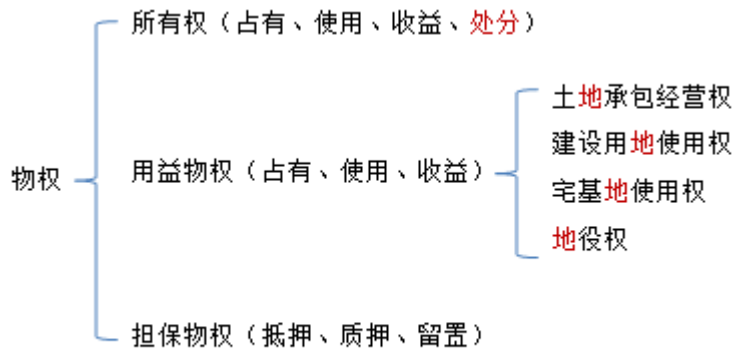 所有权（占有、使用、收益、处分）
土地承包经营权
建设用地使用权
物权
用益物权（占有、使用、收益）
宅基地使用权
地役权
担保物权（抵押、质押、留置）